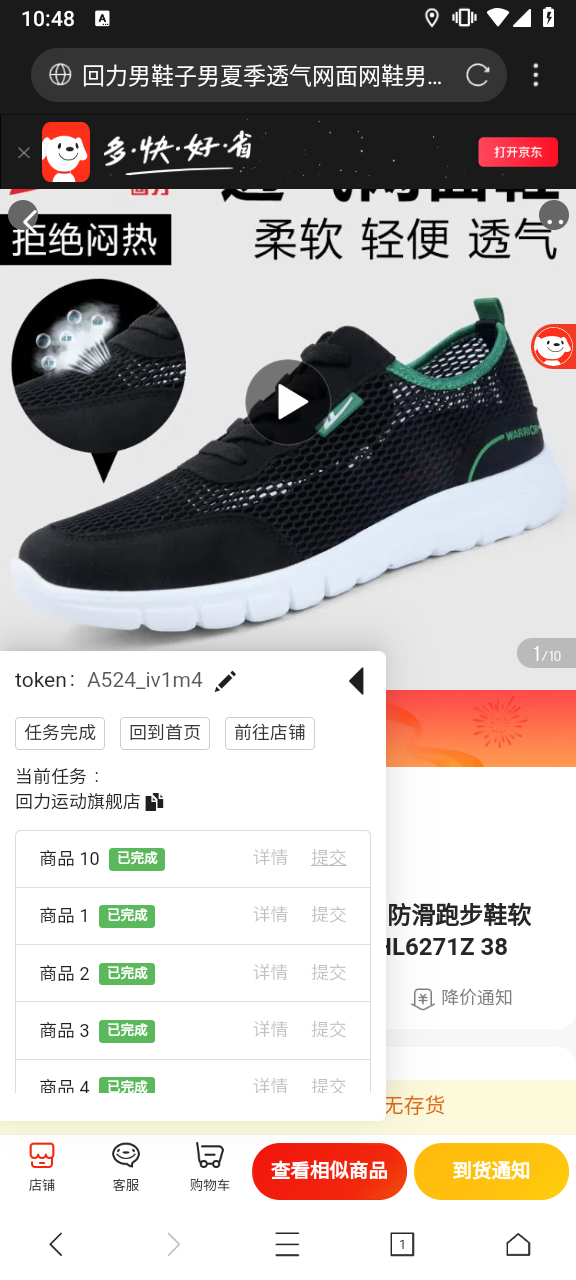 10:48
A
回力男鞋子男夏季透气网面网鞋男...
多·快·好·省
打开京东
回力
透气网面鞋
拒绝闷热
柔软 轻便 透气
WARRIOR
1/10
token: A524_iv1m4
任务完成 回到首页 前往店铺
当前任务：
回力运动旗舰店
商品 10 已完成 详情 提交
商品 1 已完成 详情 提交
防滑跑步鞋软
商品 2 已完成 详情 提交
HL6271Z 38
降价通知
商品 3 已完成 详情 提交
商品 4 已完成 详情 提交
无存货
店铺 客服 购物车 查看相似商品 到货通知
1